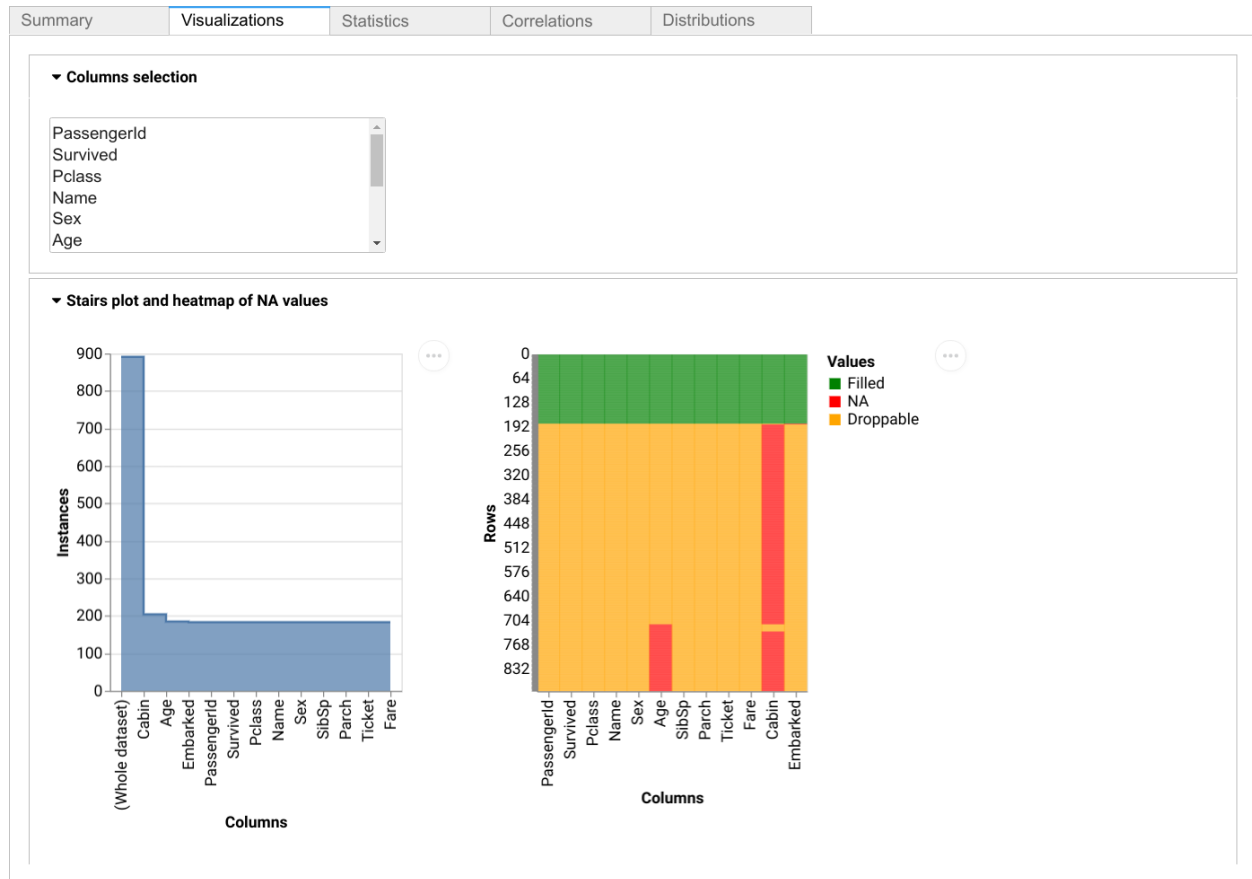 Summary Visualizations Statistics Correlations Distributions
Columns selection
PassengerId
Survived
Pclass
Name
Sex
Age
Stairs plot and heatmap of NA values
900
800
700
600
500
400
300
200
100
0
Instances
(Whole dataset)
Cabin
Age
Embarked
PassengerId
Survived
Pclass
Name
Sex
SibSp
Parch
Ticket
Fare
Columns
0
64
128
192
256
320
384
448
512
576
640
704
768
832
Rows
PassengerId
Survived
Pclass
Name
Sex
Age
SibSp
Parch
Ticket
Fare
Cabin
Embarked
Columns
Values
Filled
NA
Droppable